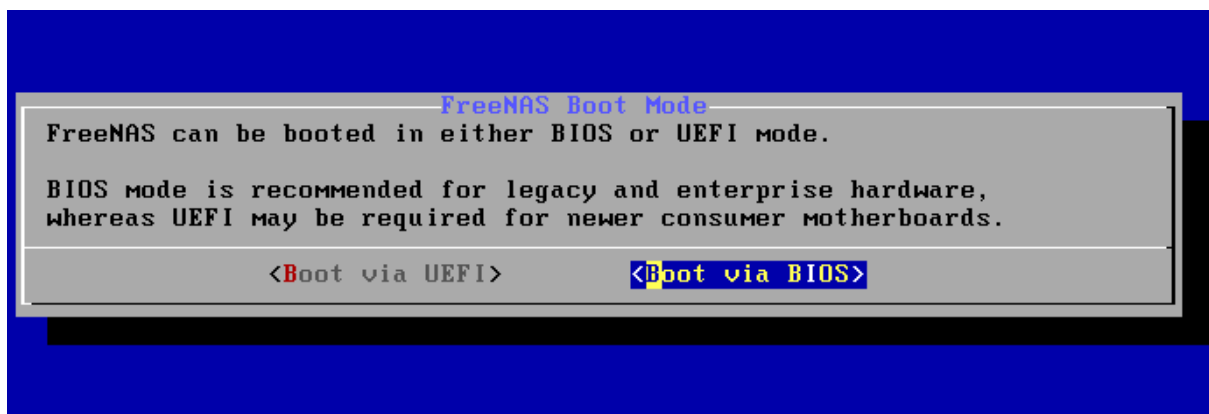 FreeNAS Boot Mode
FreeNAS can be booted in either BIOS or UEFI mode.
BIOS mode is recommended for legacy and enterprise hardware,
whereas UEFI may be required for newer consumer motherboards.
<Boot via UEFI> <Boot via BIOS>